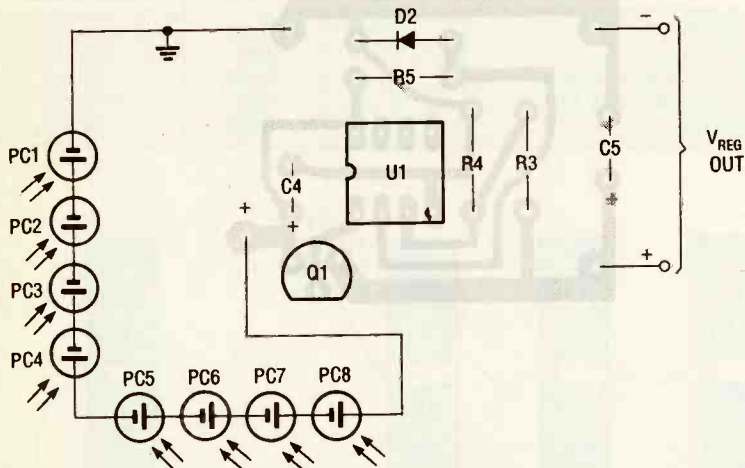 D2
−
R5
PC1
U1
R4
R3
C5
V REG
OUT
C4
PC2
+
+
+
+
Q1
PC3
PC4
PC5
PC6
PC7
PC8